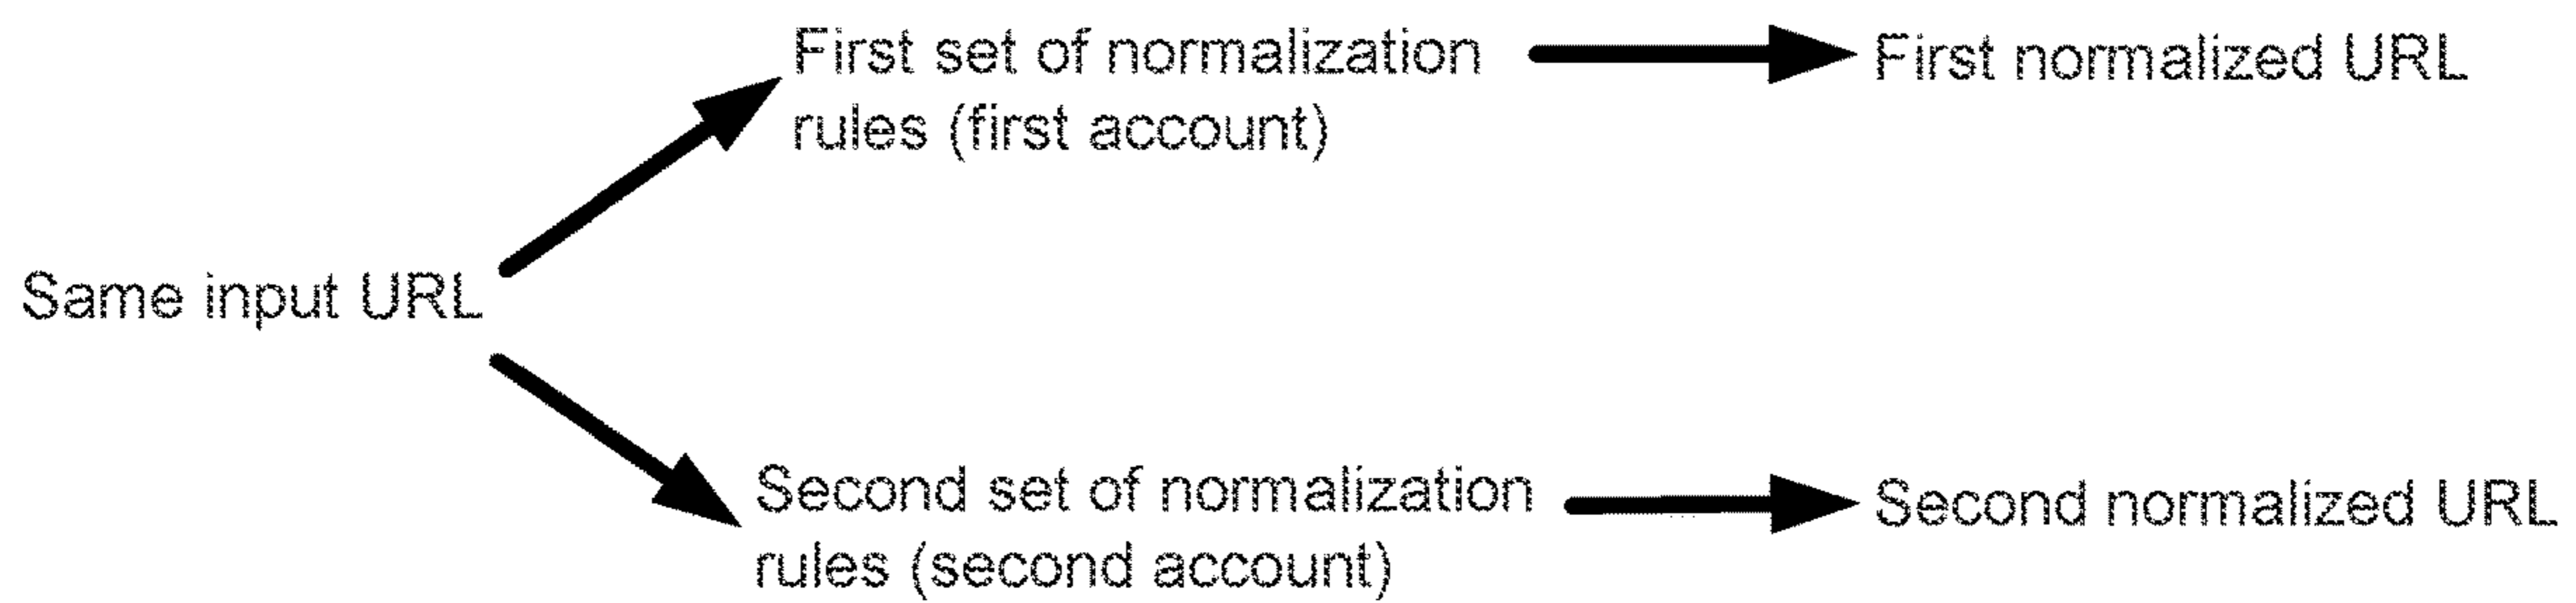 First set of normalization
rules (first account)
First normalized URL
Same input URL
Second set of normalization
rules (second account)
Second normalized URL